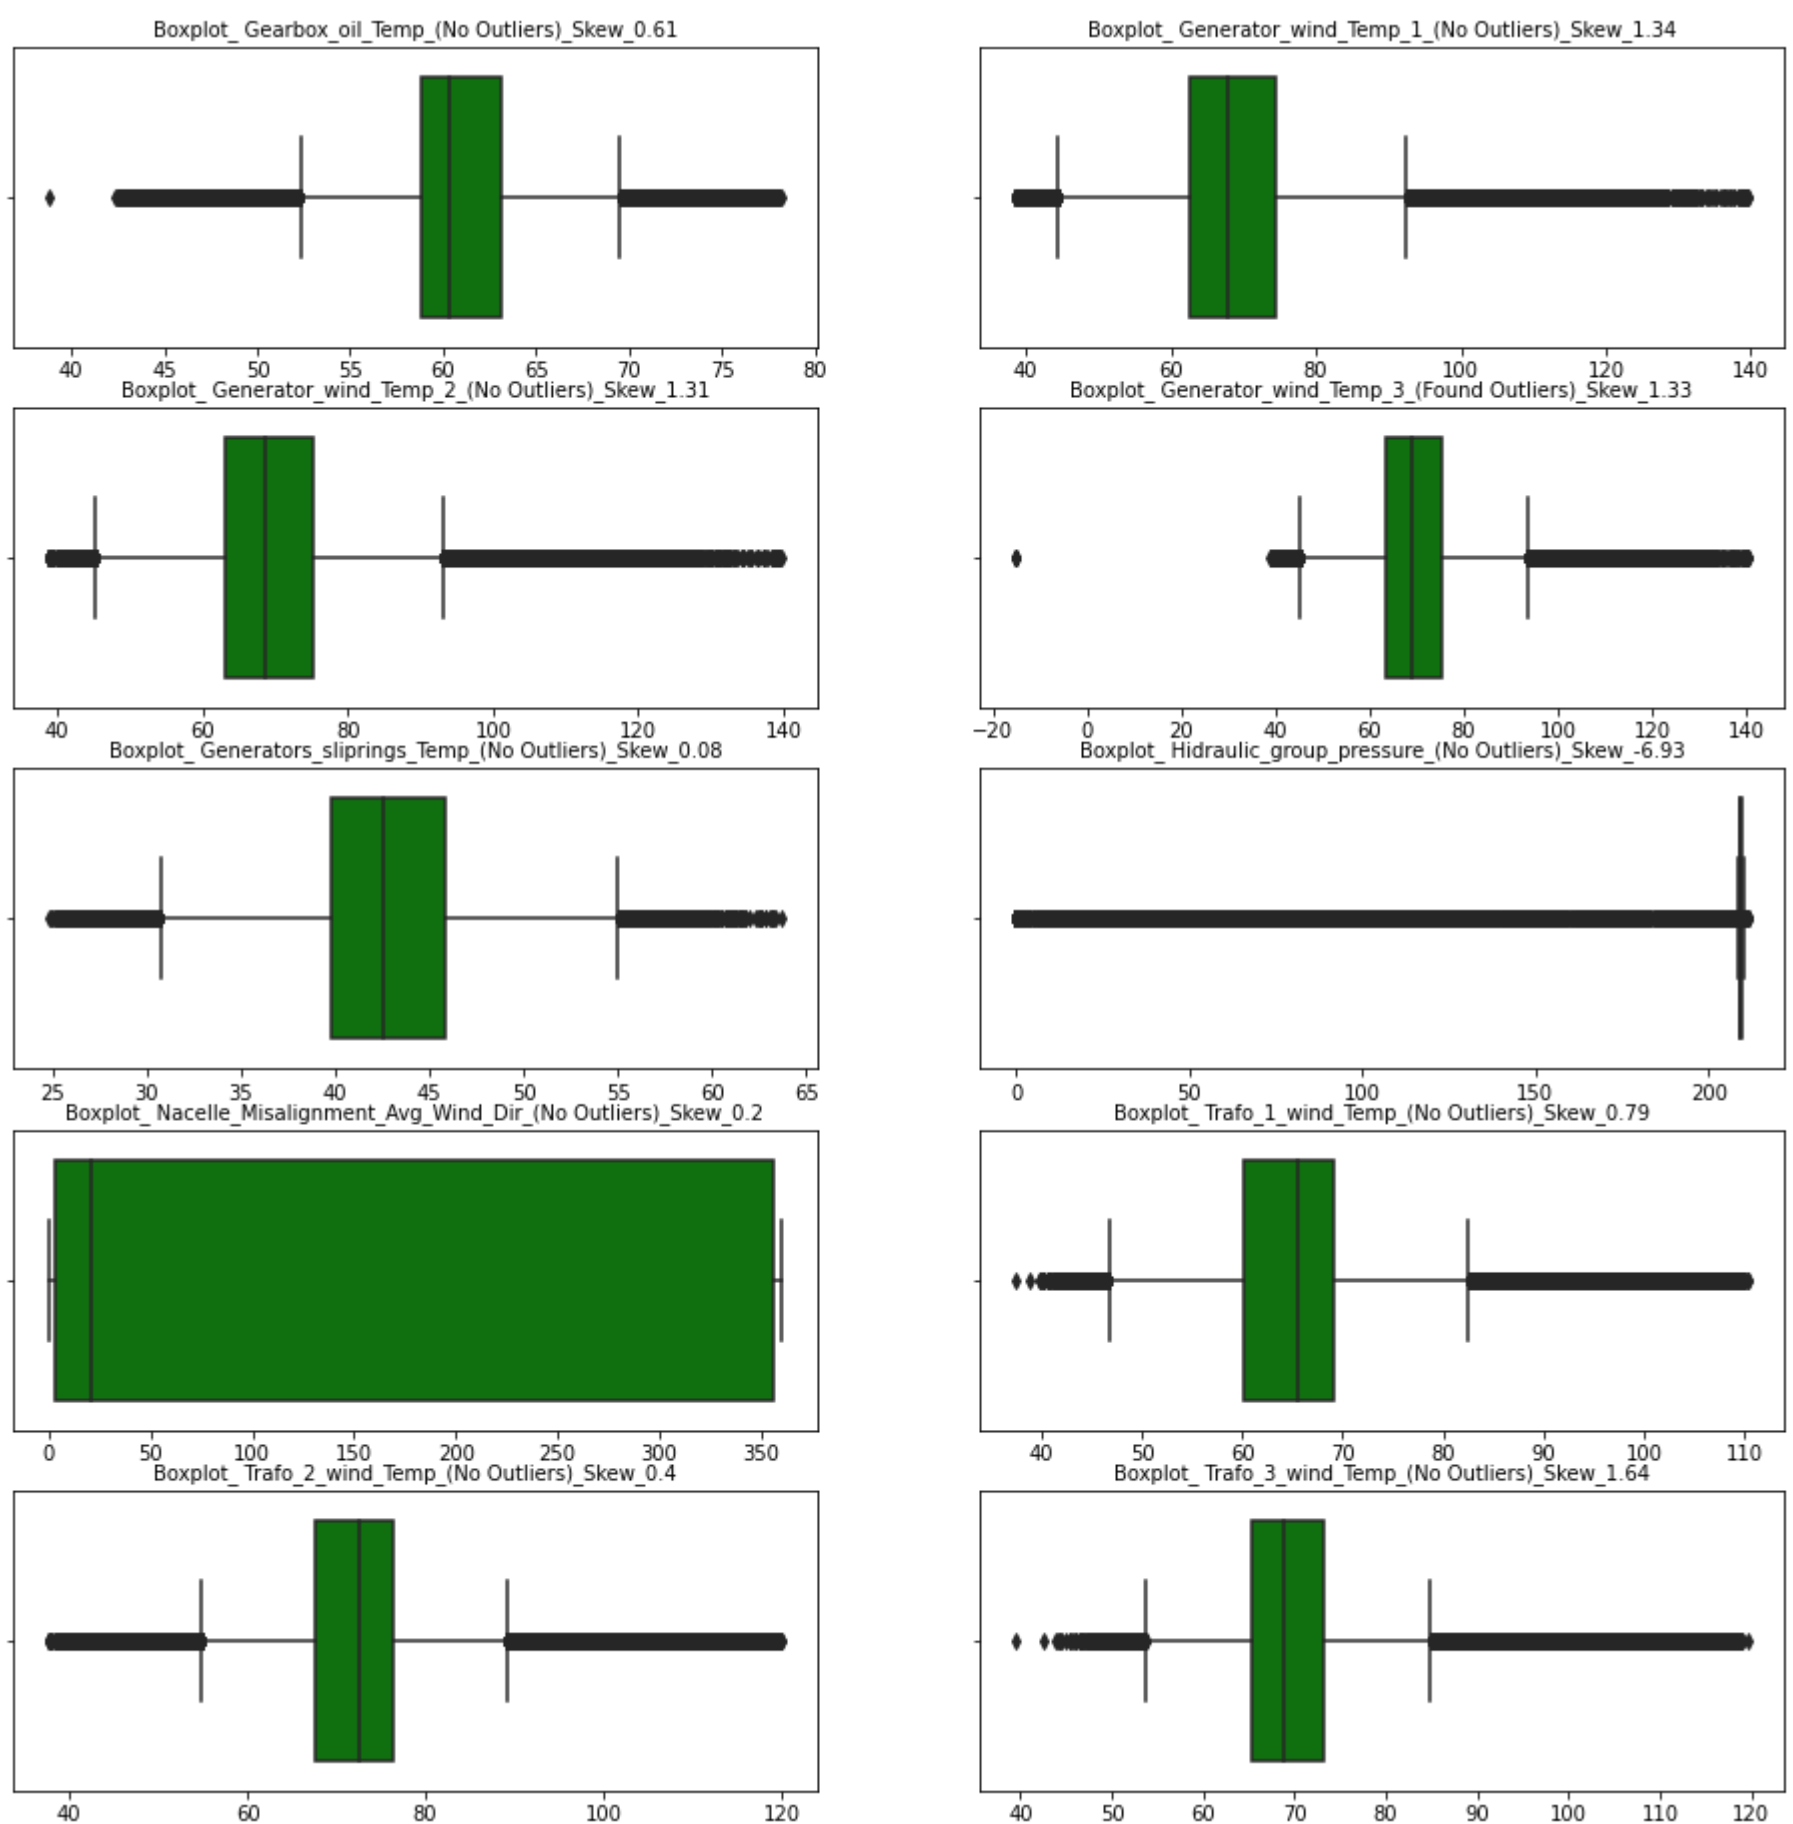 Boxplot_ Gearbox_oil_Temp_(No Outliers)_Skew_0.61
Boxplot_ Generator_wind_Temp_1_(No Outliers)_Skew_1.34
40 45 50 55 60 65 70 75 80
40 60 80 100 120 140
Boxplot_ Generator_wind_Temp_2_(No Outliers)_Skew_1.31
Boxplot_ Generator_wind_Temp_3_(Found Outliers)_Skew_1.33
40 60 80 100 120 140
−20 0 20 40 60 80 100 120 140
Boxplot_ Generators_sliprings_Temp_(No Outliers)_Skew_0.08
Boxplot_ Hidraulic_group_pressure_(No Outliers)_Skew_-6.93
25 30 35 40 45 50 55 60 65
0 50 100 150 200
Boxplot_ Nacelle_Misalignment_Avg_Wind_Dir_(No Outliers)_Skew_0.2
Boxplot_ Trafo_1_wind_Temp_(No Outliers)_Skew_0.79
0 50 100 150 200 250 300 350
40 50 60 70 80 90 100 110
Boxplot_ Trafo_2_wind_Temp_(No Outliers)_Skew_0.4
Boxplot_ Trafo_3_wind_Temp_(No Outliers)_Skew_1.64
40 60 80 100 120
40 50 60 70 80 90 100 110 120